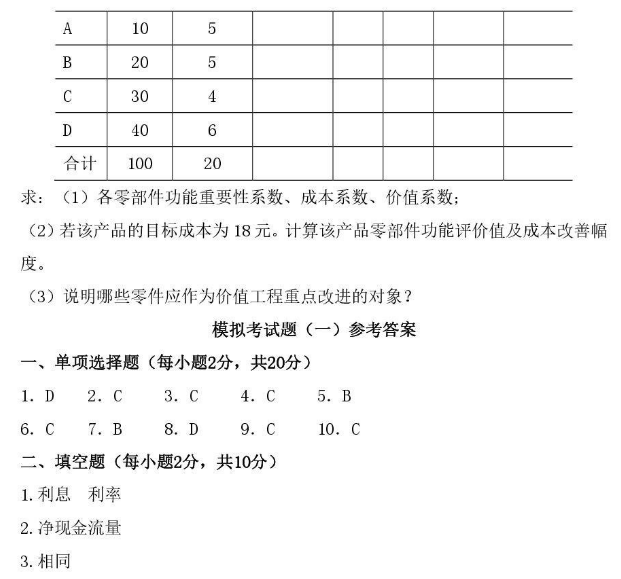 A 10 5
B 20 5
C 30 4
D 40 6
合计 100 20
求：（1）各零部件功能重要性系数、成本系数、价值系数；
（2）若该产品的目标成本为 18 元。计算该产品零部件功能评价值及成本改善幅
度。
（3）说明哪些零件应作为价值工程重点改进的对象？
模拟考试题（一）参考答案
一、单项选择题（每小题2分，共20分）
1. D 2. C 3. C 4. C 5. B
6. C 7. B 8. D 9. C 10. C
二、填空题（每小题2分，共10分）
1. 利息 利率
2. 净现金流量
3. 相同